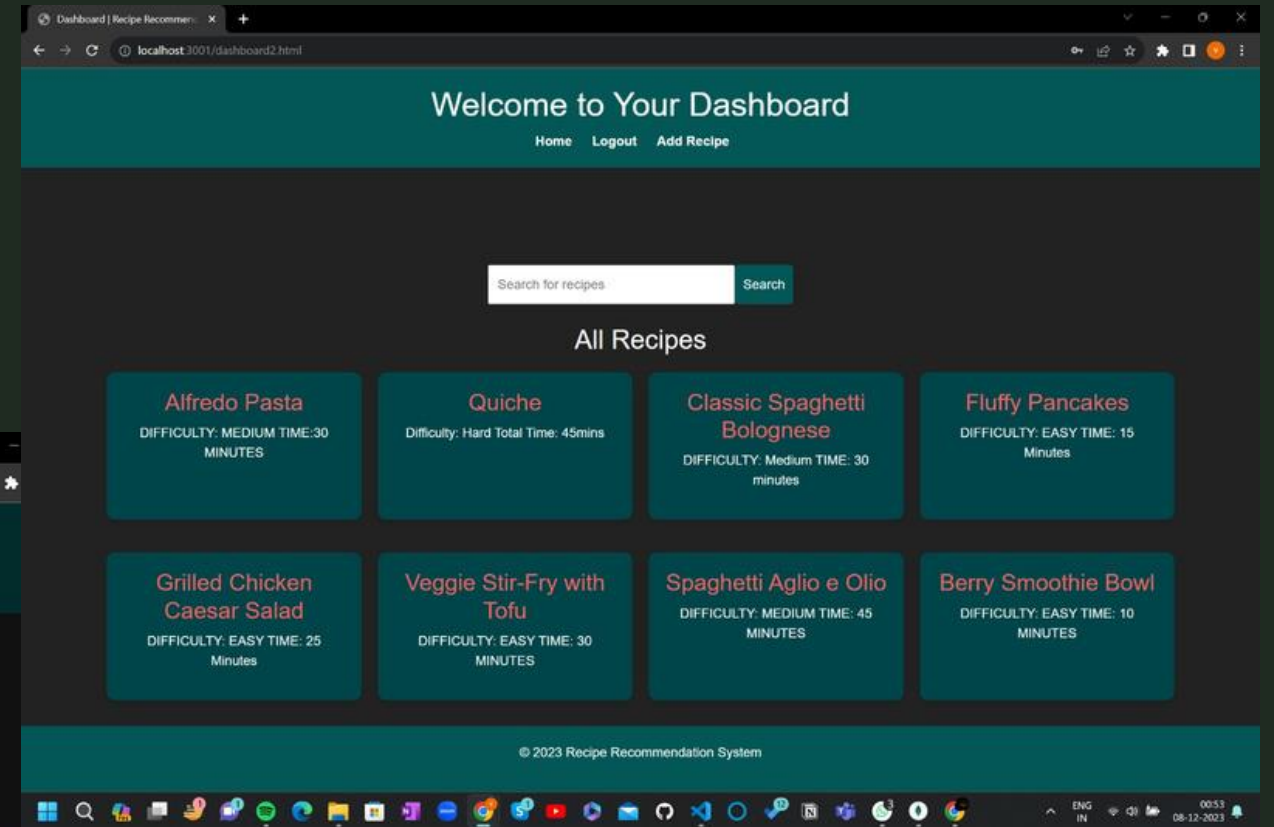 Dashboard | Recipe Recommen
localhost:3001/dashboard2.html
Welcome to Your Dashboard
Home Logout Add Recipe
Search for recipes
Search
All Recipes
Alfredo Pasta
DIFFICULTY: MEDIUM TIME:30
MINUTES
Quiche
Difficulty: Hard Total Time: 45mins
Classic Spaghetti
Bolognese
DIFFICULTY: Medium TIME: 30
minutes
Fluffy Pancakes
DIFFICULTY: EASY TIME: 15
Minutes
Grilled Chicken
Caesar Salad
DIFFICULTY: EASY TIME: 25
Minutes
Veggie Stir-Fry with
Tofu
DIFFICULTY: EASY TIME: 30
MINUTES
Spaghetti Aglio e Olio
DIFFICULTY: MEDIUM TIME: 45
MINUTES
Berry Smoothie Bowl
DIFFICULTY: EASY TIME: 10
MINUTES
© 2023 Recipe Recommendation System
ENG
IN
00:53
08-12-2023